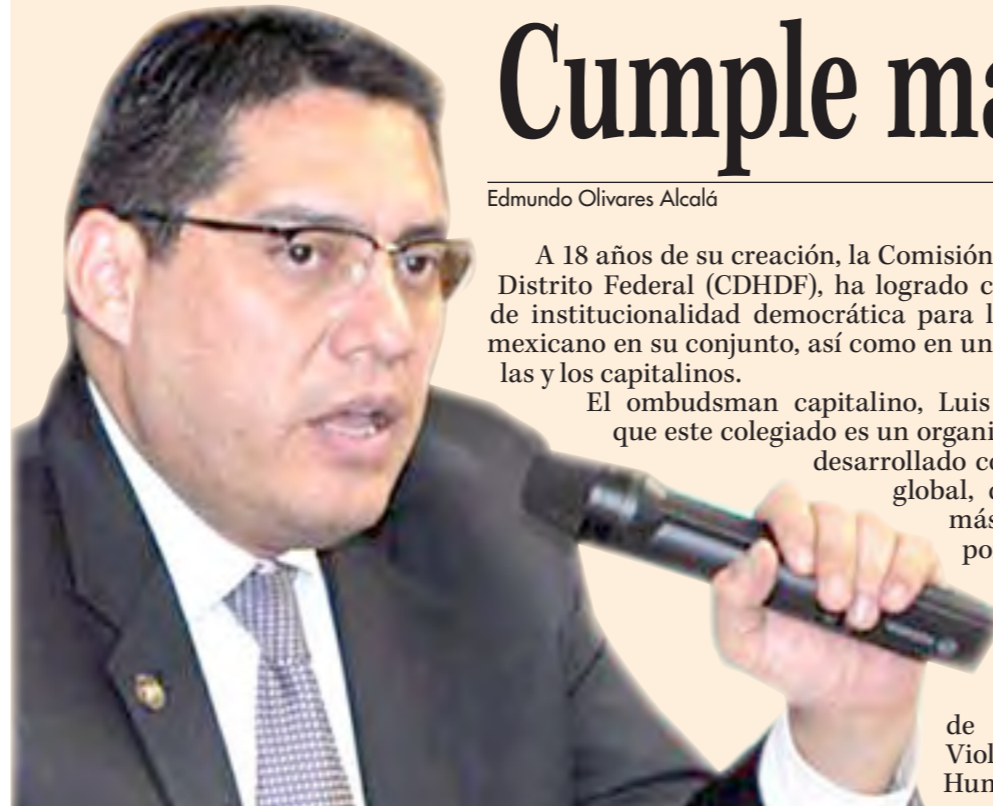 Cumple ma
Edmundo Olivares Alcalá
A 18 años de su creación, la Comisión
Distrito Federal (CDHDF), ha logrado c
de institucionalidad democrática para l
mexicano en su conjunto, así como en un
las y los capitalinos.
El ombudsman capitalino, Luis
que este colegiado es un organi
desarrollado ce
global, 
más
po
de
Viol
Hum